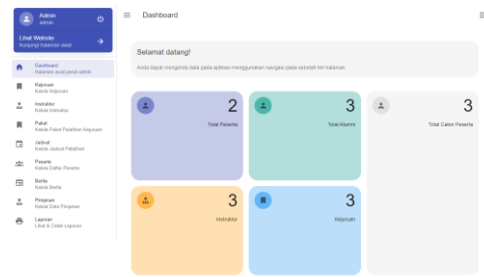 Admin
admin
Lihat Website
Kunjungi halaman awal
Dashboard
Halaman awal panel admin
Kejuruan
Kelola Kejuruan
Instruktur
Kelola Instruktur
Paket
Kelola Paket Pelatihan Kejuruan
Jadwal
Kelola Jadwal Pelatihan
Peserta
Kelola Daftar Peserta
Berita
Kelola Berita
Pimpinan
Kelola Data Pimpinan
Laporan
Lihat & Cetak Laporan
Dashboard
Selamat datang!
Anda dapat mengelola data pada aplikasi menggunakan navigasi pada sebelah kiri halaman
2
Total Peserta
3
Total Alumni
3
Total Calon Peserta
3
Instruktur
3
Kejuruan